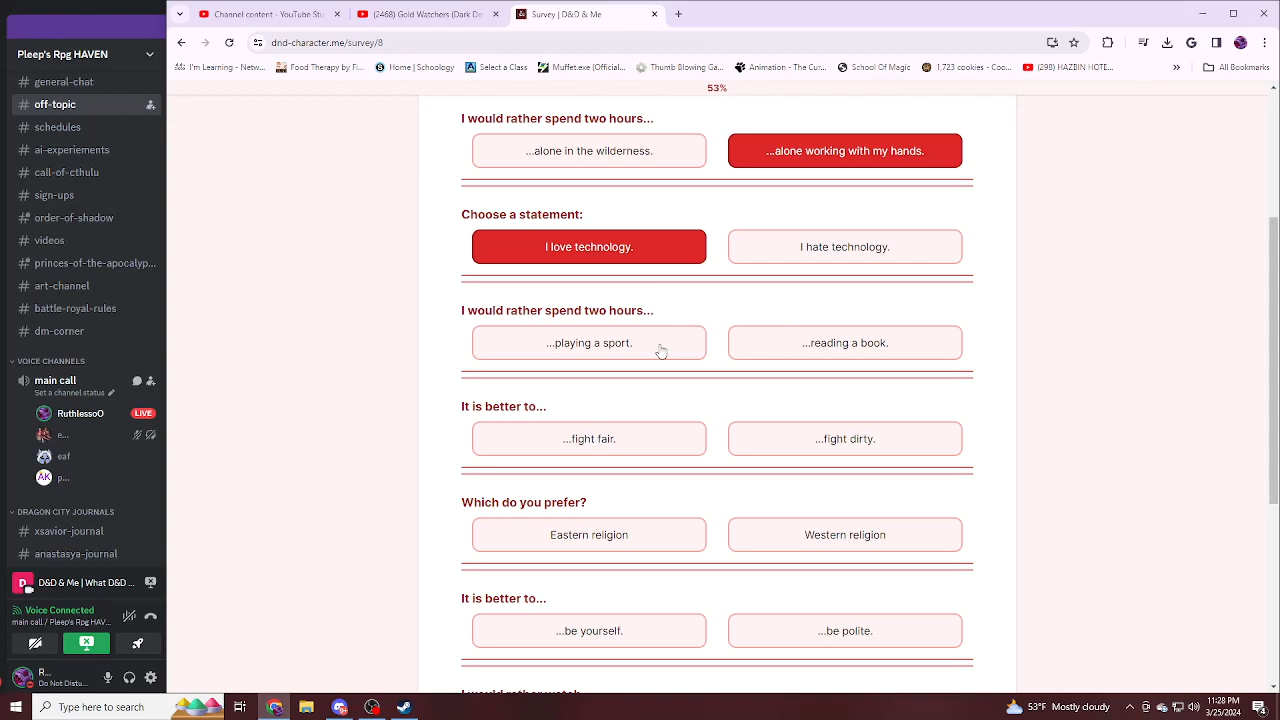 Channel content - YouTube Stu
(2468) Gold Watchers (Dark De
Survey | D&D & Me
dnd-character.me/survey/8
I'm Learning - Netw...
Food Therapy by Fi...
Home | Schoology
Select a Class
Muffet.exe (Official...
Thumb Blowing Ga...
Animation - The Cur...
School Of Magic
1,723 cookies - Coo...
(298) HAZBIN HOTE...
All Bookmarks
Pleep's Rpg HAVEN
general-chat
off-topic
schedules
ai-experiements
call-of-cthulu
sign-ups
order-of-shadow
videos
princes-of-the-apocalyp...
art-channel
battle-royal-rules
dm-corner
VOICE CHANNELS
main call
Set a channel status
RuthlessoO
LIVE
e...
eaf
AK
p...
DRAGON CITY JOURNALS
xsavior-journal
anastasya-journal
D
D&D & Me | What D&D ...
Voice Connected
main call / Pleep's Rpg HAV...
R...
Do Not Distu...
53%
I would rather spend two hours...
...alone in the wilderness.
...alone working with my hands.
Choose a statement:
I love technology.
I hate technology.
I would rather spend two hours...
...playing a sport.
...reading a book.
It is better to...
...fight fair.
...fight dirty.
Which do you prefer?
Eastern religion
Western religion
It is better to...
...be yourself.
...be polite.
I would rather watch
Type here to search
53°F Mostly cloudy
11:28 PM
3/25/2024